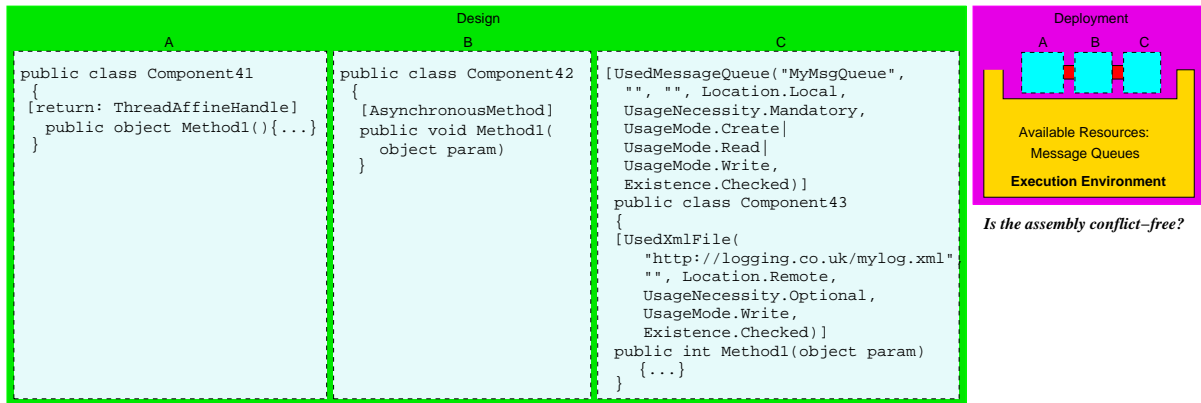 Design
A
public class Component41
{
[return: ThreadAffineHandle]
public object Method1(){...}
}
B
public class Component42
{
[AsynchronousMethod]
public void Method1(
object param)
}
C
[UsedMessageQueue("MyMsgQueue",
"", "", Location.Local,
UsageNecessity.Mandatory,
UsageMode.Create|
UsageMode.Read|
UsageMode.Write,
Existence.Checked)]
public class Component43
{
[UsedXmlFile(
"http://logging.co.uk/mylog.xml"
"", Location.Remote,
UsageNecessity.Optional,
UsageMode.Write,
Existence.Checked)]
public int Method1(object param)
{...}
}
Deployment
A B C
Available Resources:
Message Queues
Execution Environment
Is the assembly conflict–free?